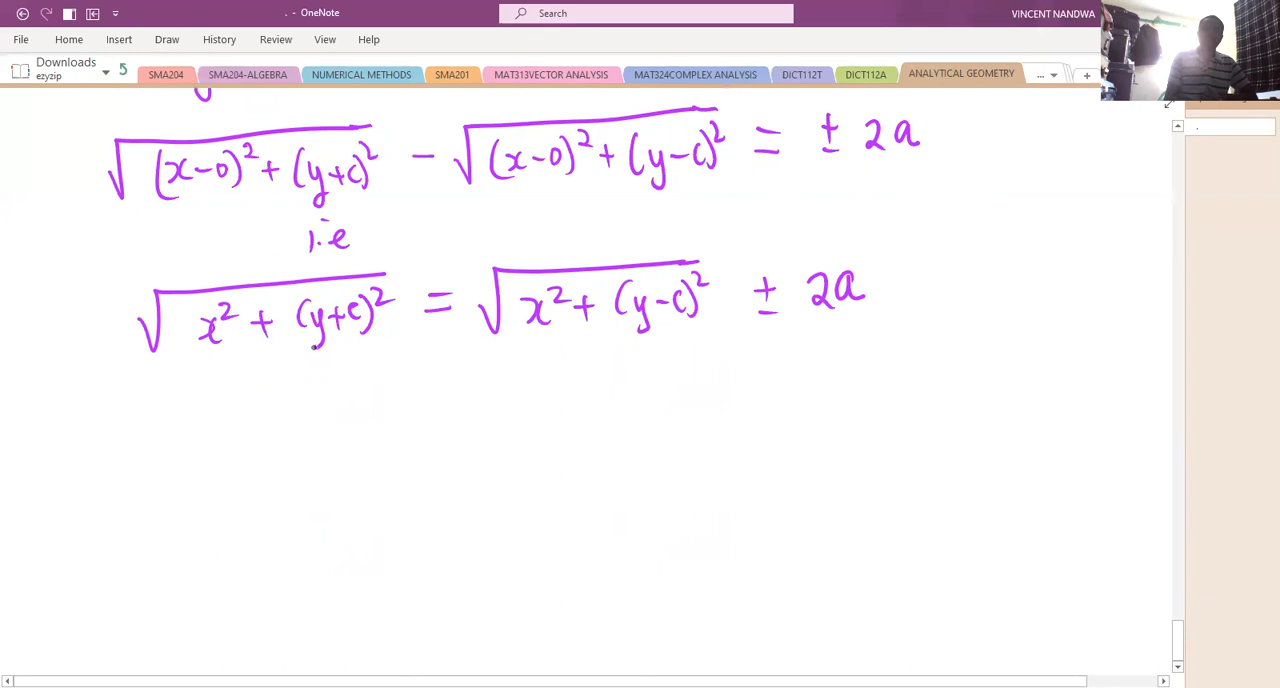 . - OneNote
Search
VINCENT NANDWA
File Home Insert Draw History Review View Help
Downloads
ezyzip
SMA204 SMA204-ALGEBRA NUMERICAL METHODS SMA201 MAT313VECTOR ANALYSIS MAT324COMPLEX ANALYSIS DICT112T DICT112A ANALYTICAL GEOMETRY ... +
√((x-0)² + (y+c)²) - √((x-0)² + (y-c)²) = ± 2a
i.e
√(x² + (y+c)²) = √(x² + (y-c)²) ± 2a